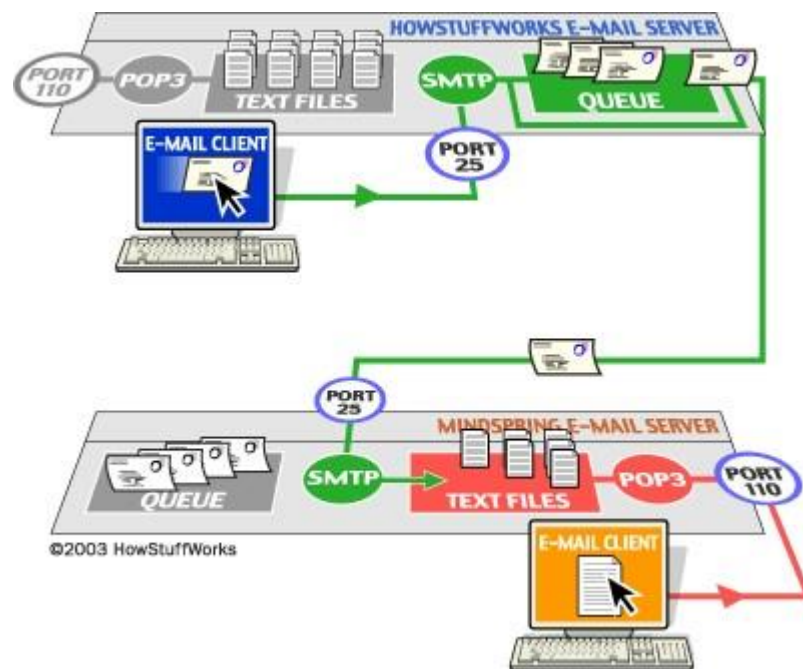 HOWSTUFFWORKS E-MAIL SERVER
PORT
110
POP3
TEXT FILES
SMTP
QUEUE
E-MAIL CLIENT
PORT
25
PORT
25
MINDSPRING E-MAIL SERVER
QUEUE
SMTP
TEXT FILES
POP3
PORT
110
©2003 HowStuffWorks
E-MAIL CLIENT